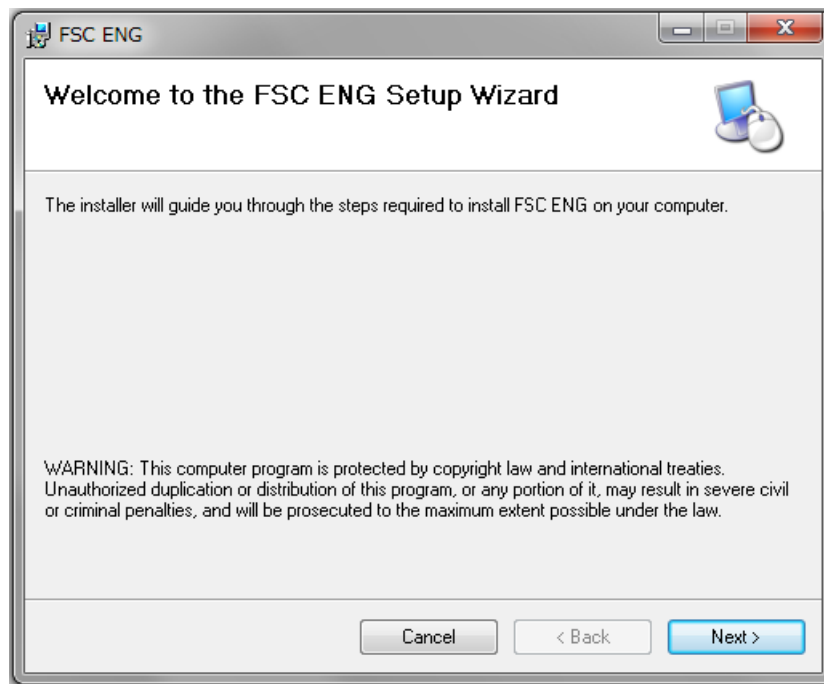 FSC ENG
Welcome to the FSC ENG Setup Wizard
The installer will guide you through the steps required to install FSC ENG on your computer.
WARNING: This computer program is protected by copyright law and international treaties.
Unauthorized duplication or distribution of this program, or any portion of it, may result in severe civil
or criminal penalties, and will be prosecuted to the maximum extent possible under the law.
Cancel
< Back
Next >